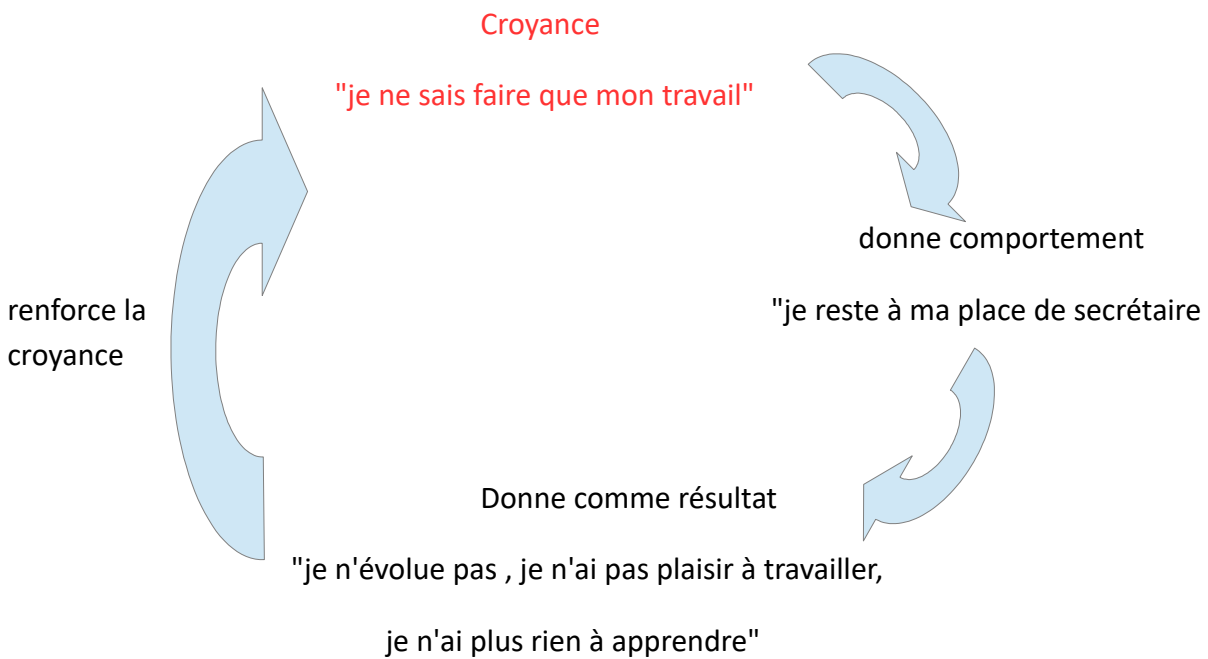 Croyance
"je ne sais faire que mon travail"
donne comportement
"je reste à ma place de secrétaire
renforce la
croyance
Donne comme résultat
"je n'évolue pas , je n'ai pas plaisir à travailler,
je n'ai plus rien à apprendre"